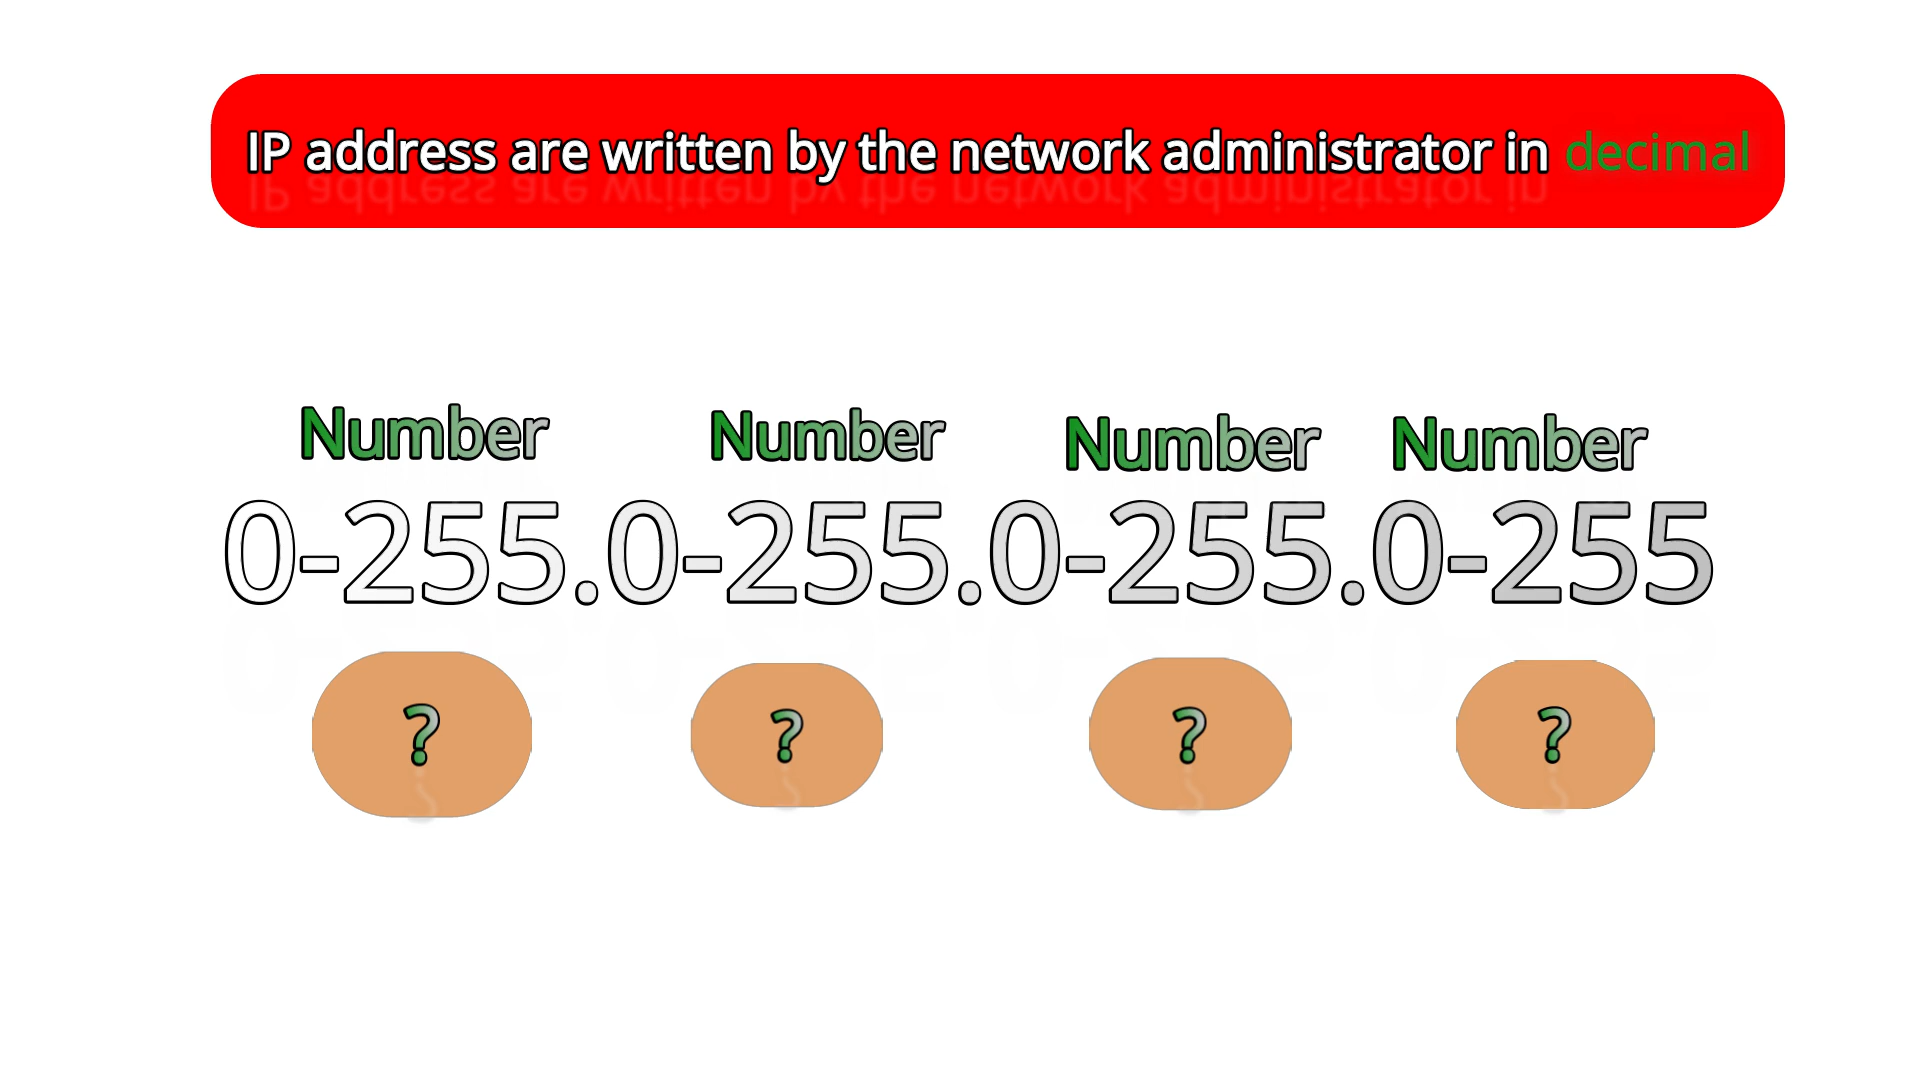 IP address are written by the network administrator in decimal
Number Number Number Number
0-255.0-255.0-255.0-255
? ? ? ?